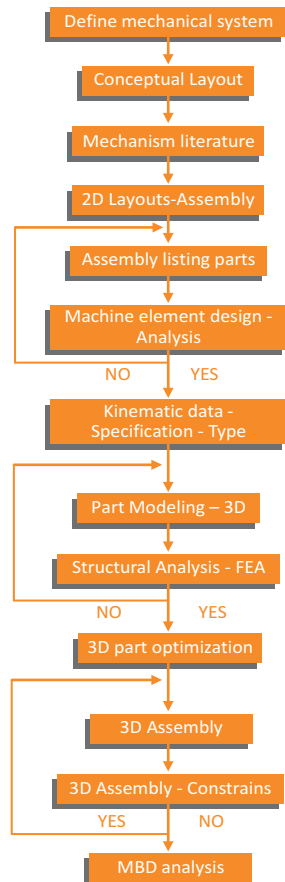 Define mechanical system
Conceptual Layout
Mechanism literature
2D Layouts-Assembly
Assembly listing parts
Machine element design -
Analysis
NO YES
Kinematic data -
Specification - Type
Part Modeling – 3D
Structural Analysis - FEA
NO YES
3D part optimization
3D Assembly
3D Assembly - Constrains
YES NO
MBD analysis